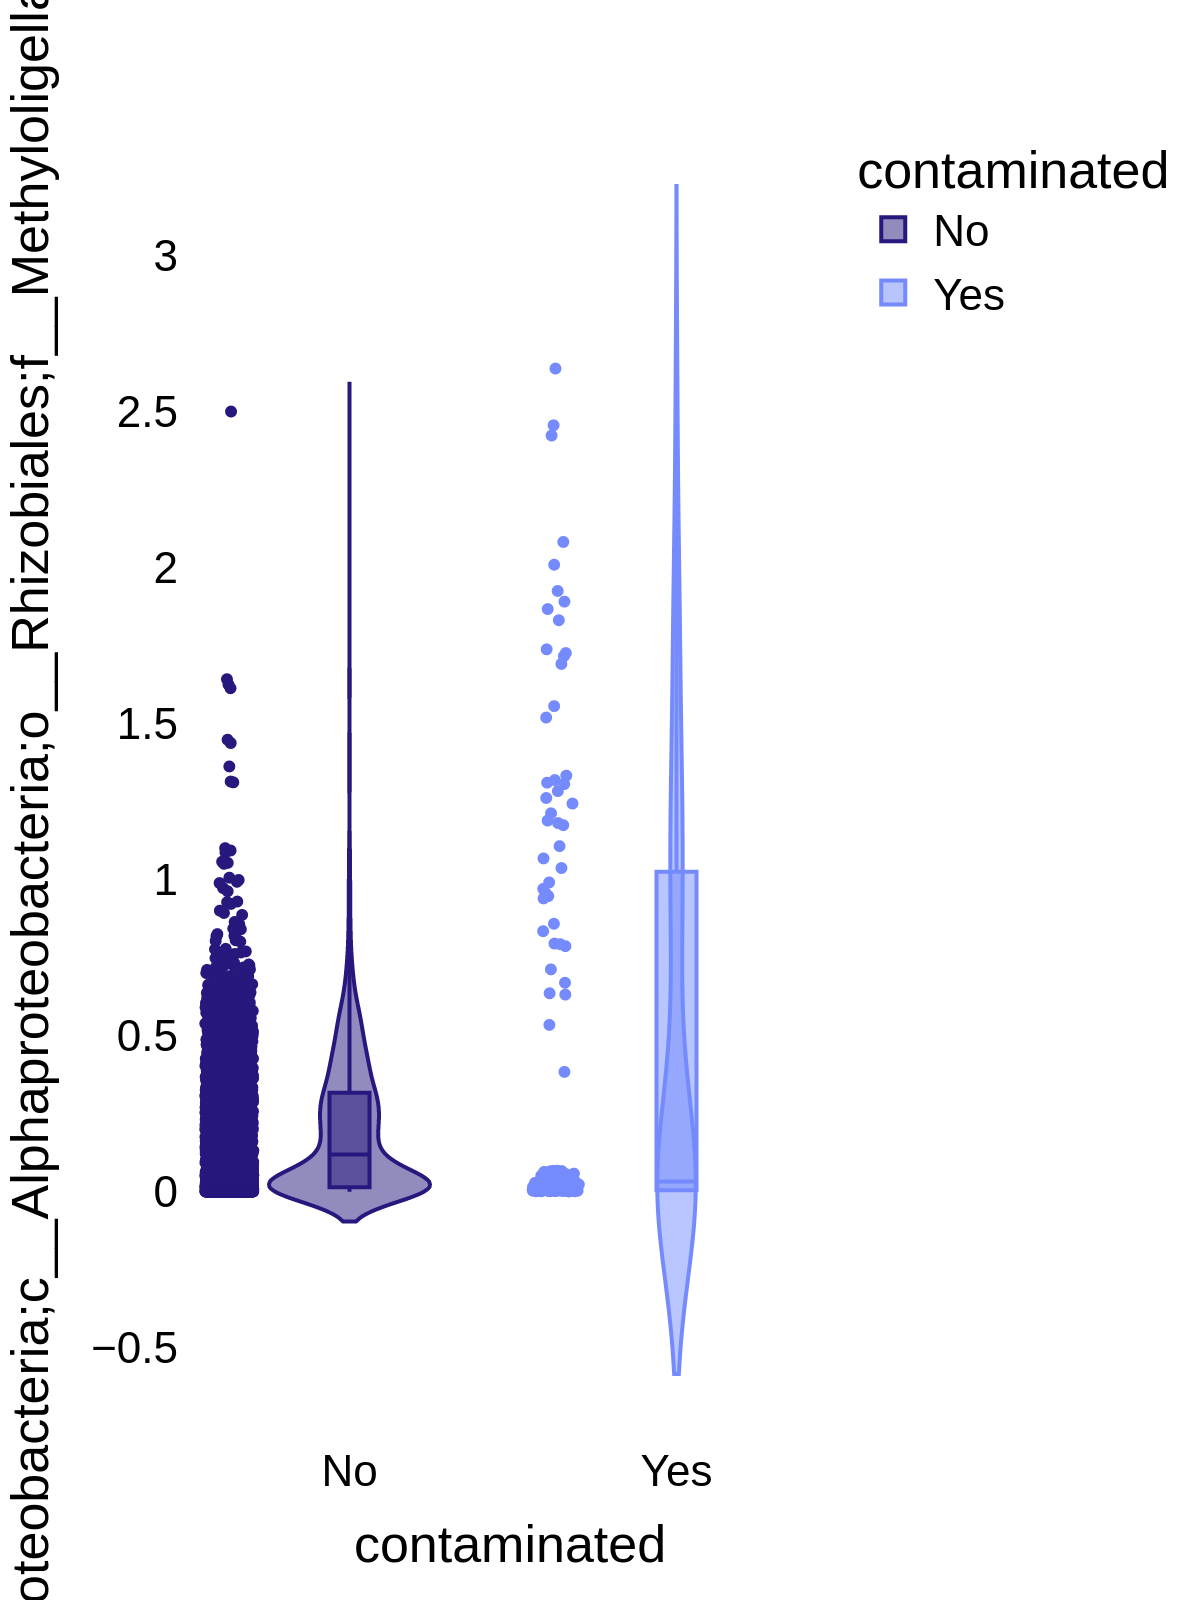 oteobacteria;c__Alphaproteobacteria;o__Rhizobiales;f__Methyloligella
3
2.5
2
1.5
1
0.5
0
−0.5
No
Yes
contaminated
contaminated
No
Yes